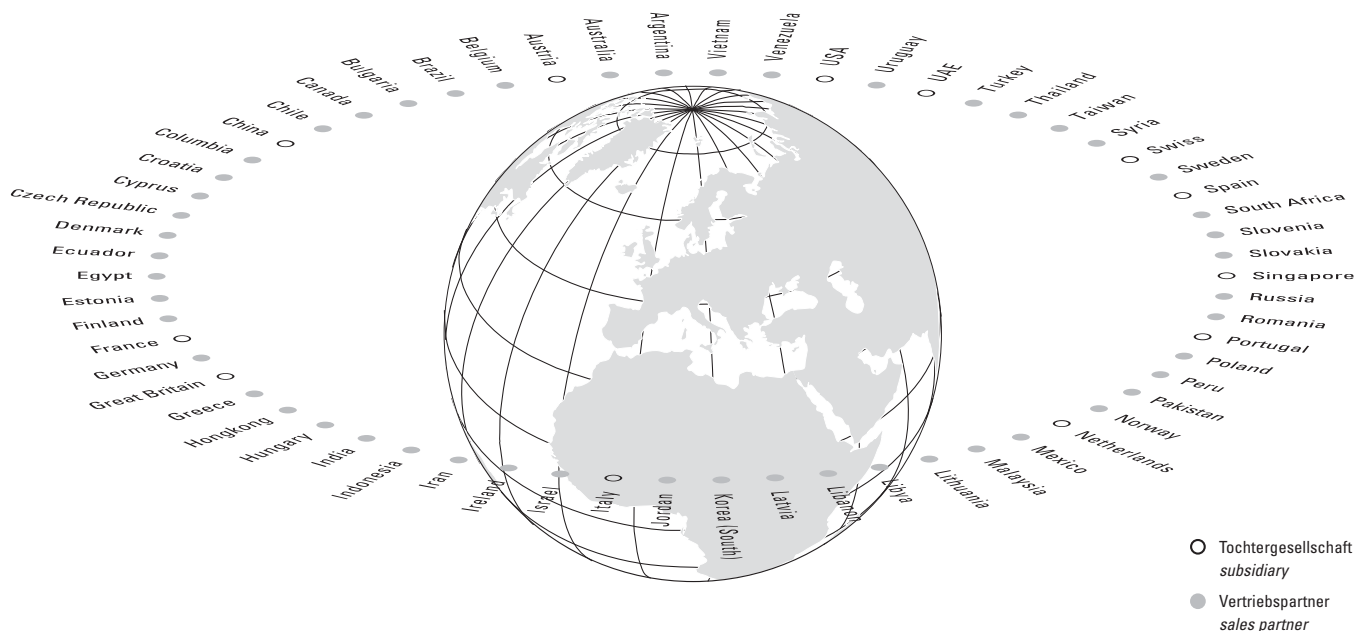 Argentina
Australia
Austria
Belgium
Brazil
Bulgaria
Canada
Chile
China
Columbia
Croatia
Cyprus
Czech Republic
Denmark
Ecuador
Egypt
Estonia
Finland
France
Germany
Great Britain
Greece
Hongkong
Hungary
India
Indonesia
Iran
Ireland
Israel
Italy
Jordan
Korea (South)
Latvia
Libanon
Libya
Lithuania
Malaysia
Mexico
Netherlands
Norway
Pakistan
Peru
Poland
Portugal
Romania
Russia
Singapore
Slovakia
Slovenia
South Africa
Spain
Sweden
Swiss
Syria
Taiwan
Thailand
Turkey
UAE
Uruguay
USA
Venezuela
Vietnam
Tochtergesellschaft
subsidiary
Vertriebspartner
sales partner